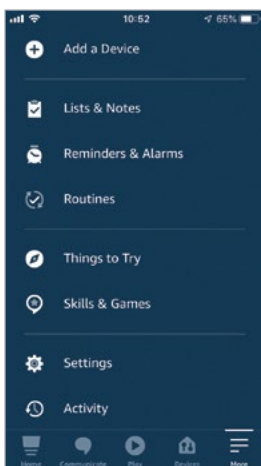 10:52 65%
Add a Device
Lists & Notes
Reminders & Alarms
Routines
Things to Try
Skills & Games
Settings
Activity
Home Communicate Play Devices More